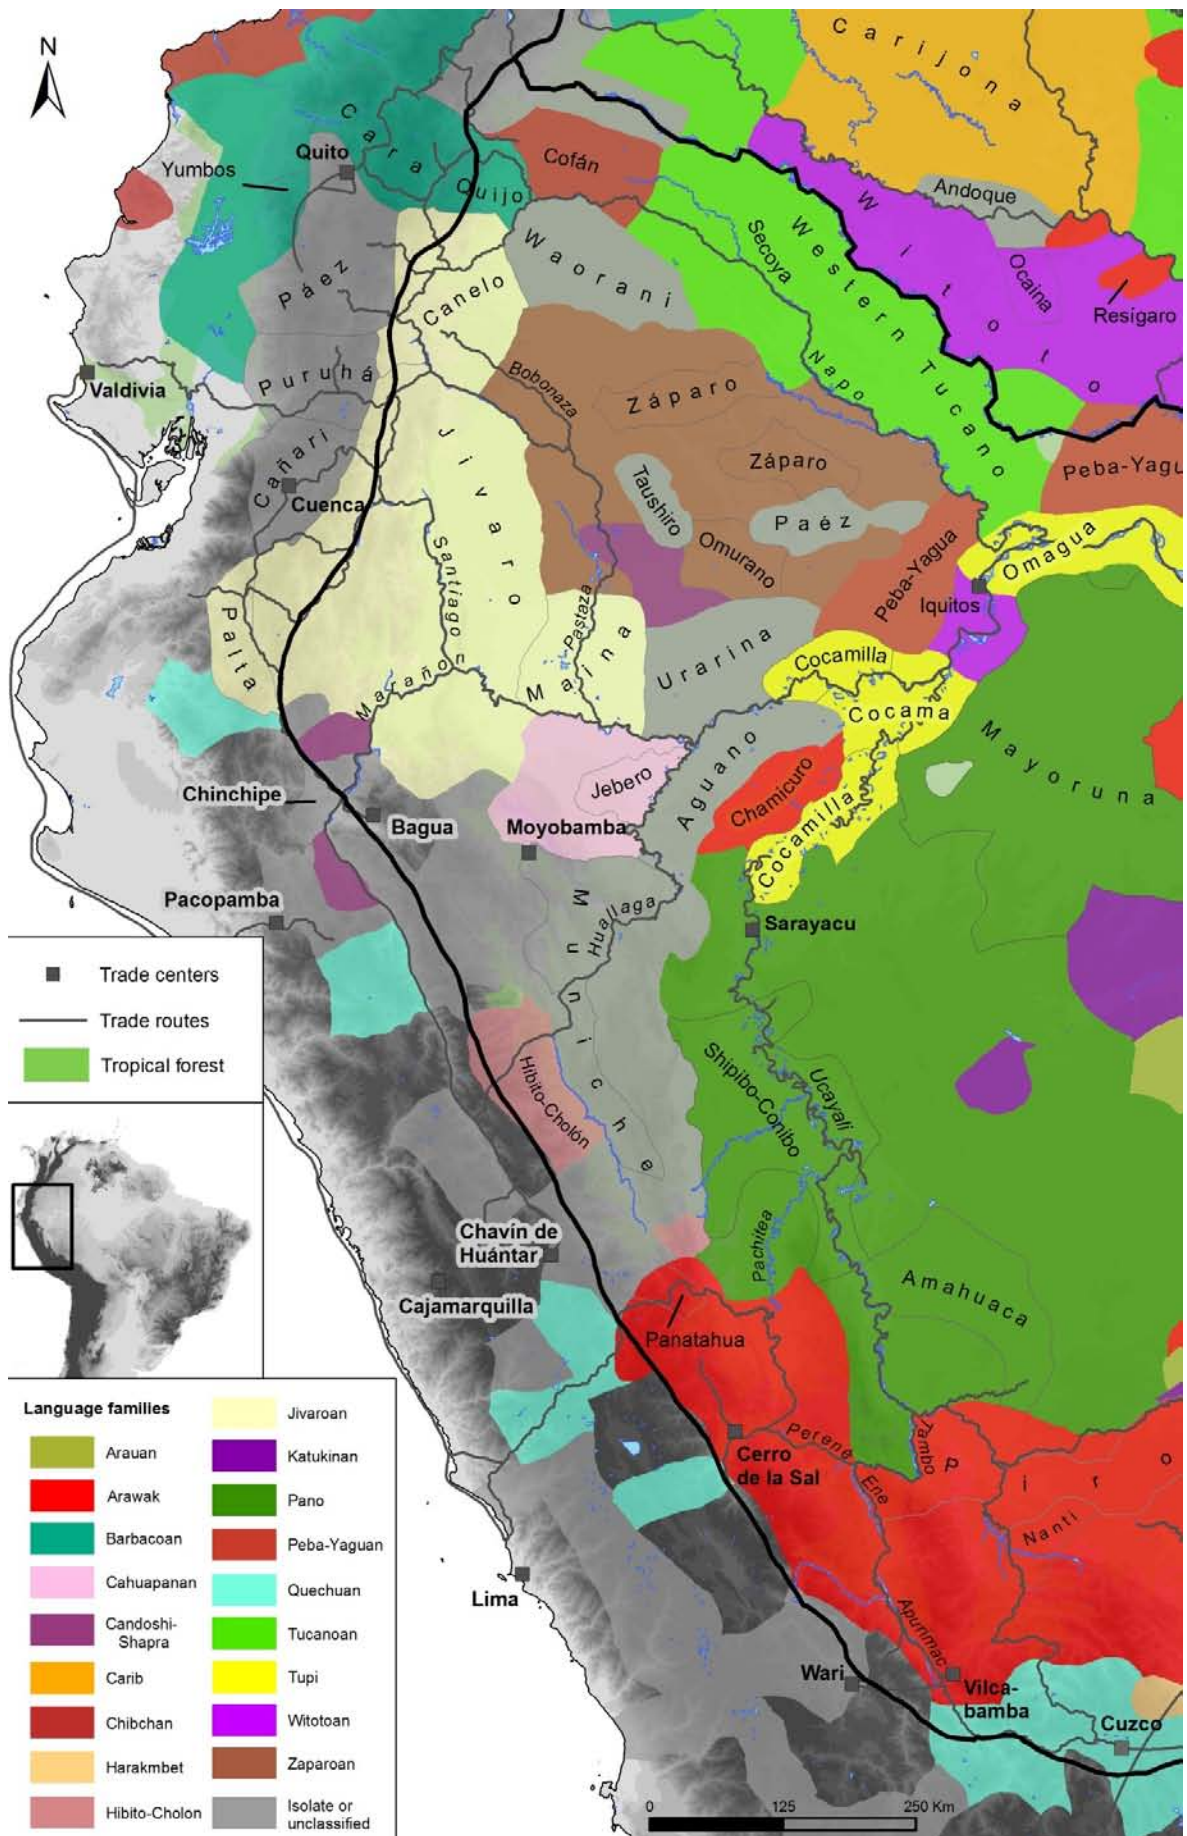 N
Carijona
Cara
Quito
Yumbos
Cofán
Quijo
Andoque
Witoto
Waorani
Secoya
Western Tucano
Ocaina
Resígaro
Páez
Canelo
Napo
Valdivia
Puruhá
Bobonaza
Záparo
Jivaro
Záparo
Peba-Yagu
Cañari
Cuenca
Taushiro
Paéz
Omurano
Santiago
Pastaza
Peba-Yagua
Omagua
Iquitos
Palta
Marañon
Maina
Urarina
Cocamilla
Cocama
Mayoruna
Jebero
Aguano
Chamicuro
Cocamilla
Chinchipe
Bagua
Moyobamba
Pacopamba
Muniche
Huallaga
Sarayacu
Trade centers
Trade routes
Tropical forest
Hibito-Cholón
Shipibo-Conibo
Ucayali
Chavín de
Huántar
Pachitea
Cajamarquilla
Amahuaca
Panatahua
Cerro
de la Sal
Perené
Ene
Tambo
Piro
Nanti
Lima
Apurimac
Wari
Vilca-
bamba
Cuzco
Language families
Arauan
Arawak
Barbacoan
Cahuapanan
Candoshi-
Shapra
Carib
Chibchan
Harakmbet
Hibito-Cholon
Jivaroan
Katukinan
Pano
Peba-Yaguan
Quechuan
Tucanoan
Tupi
Witotoan
Zaparoan
Isolate or
unclassified
0 125 250 Km